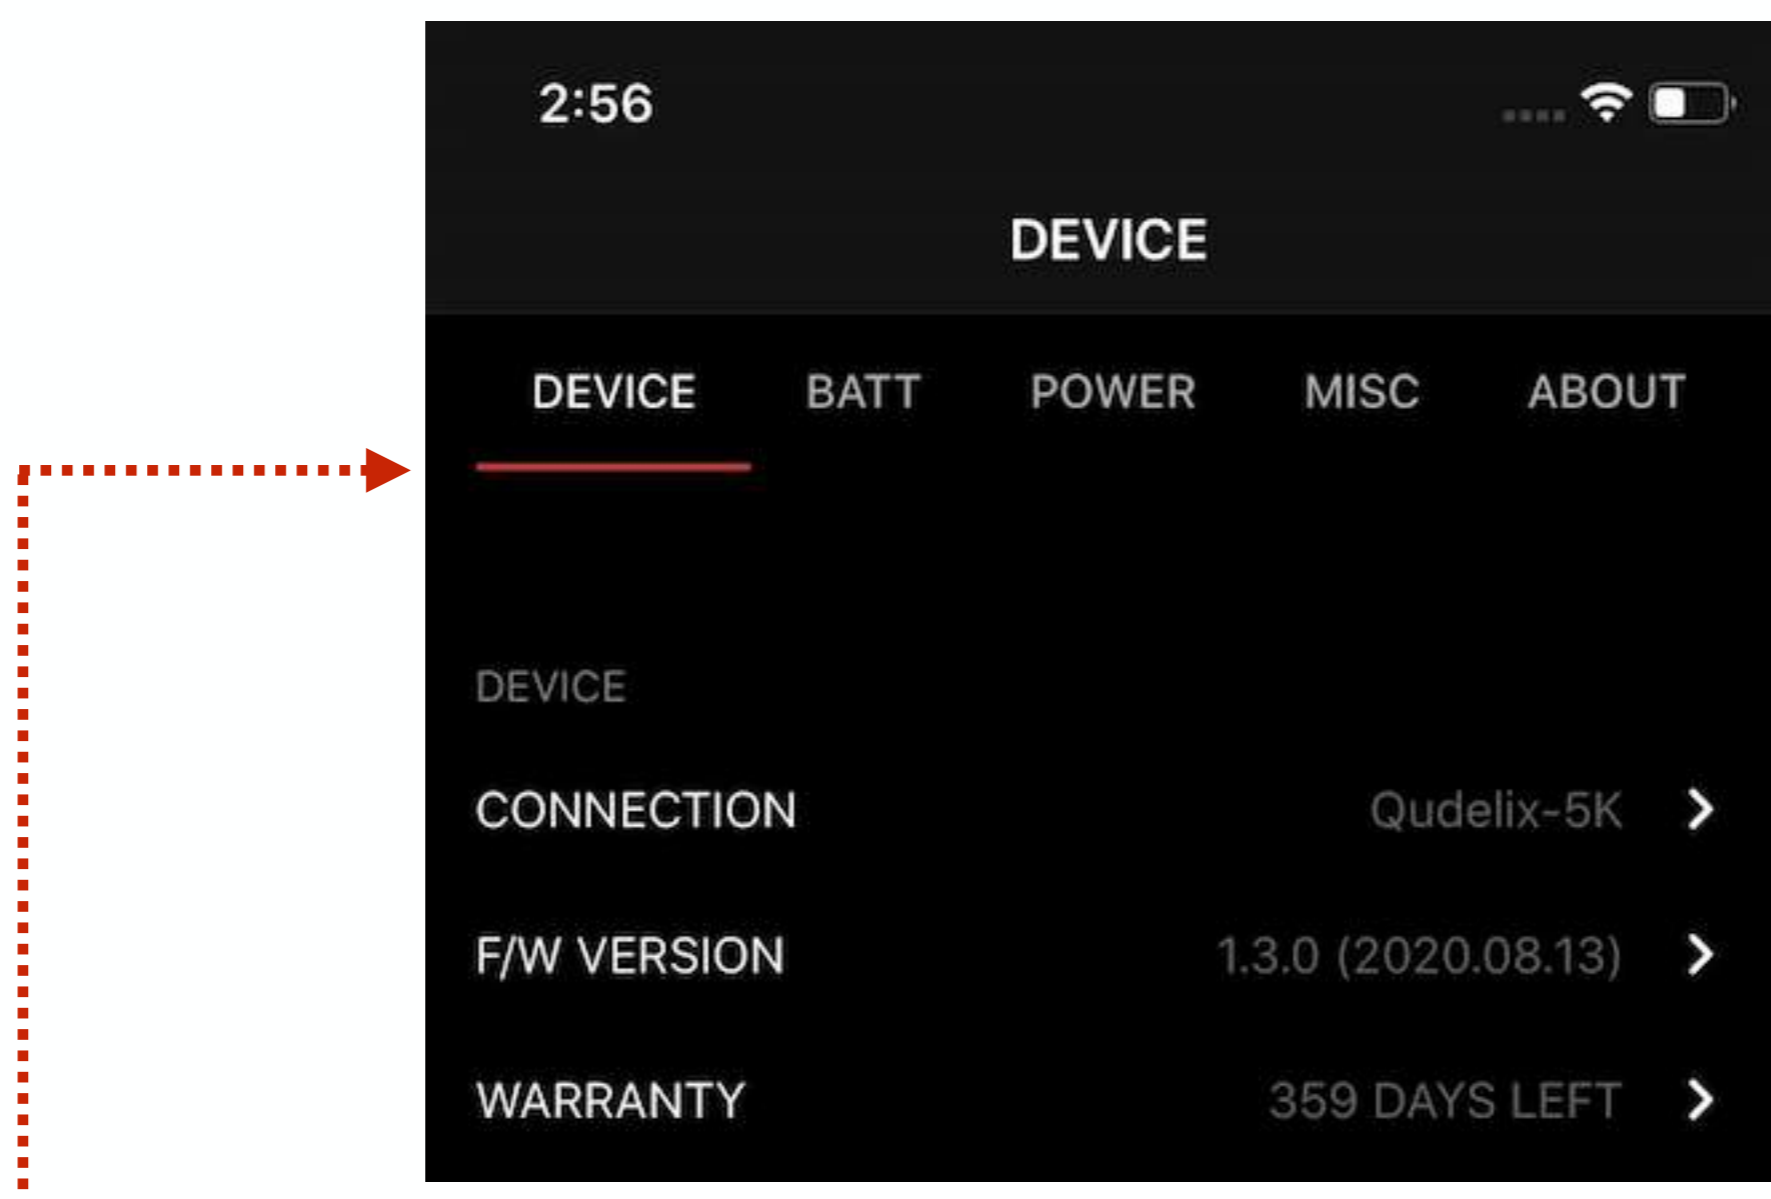 2:56
DEVICE
DEVICE BATT POWER MISC ABOUT
DEVICE
CONNECTION Qudelix-5K
F/W VERSION 1.3.0 (2020.08.13)
WARRANTY 359 DAYS LEFT